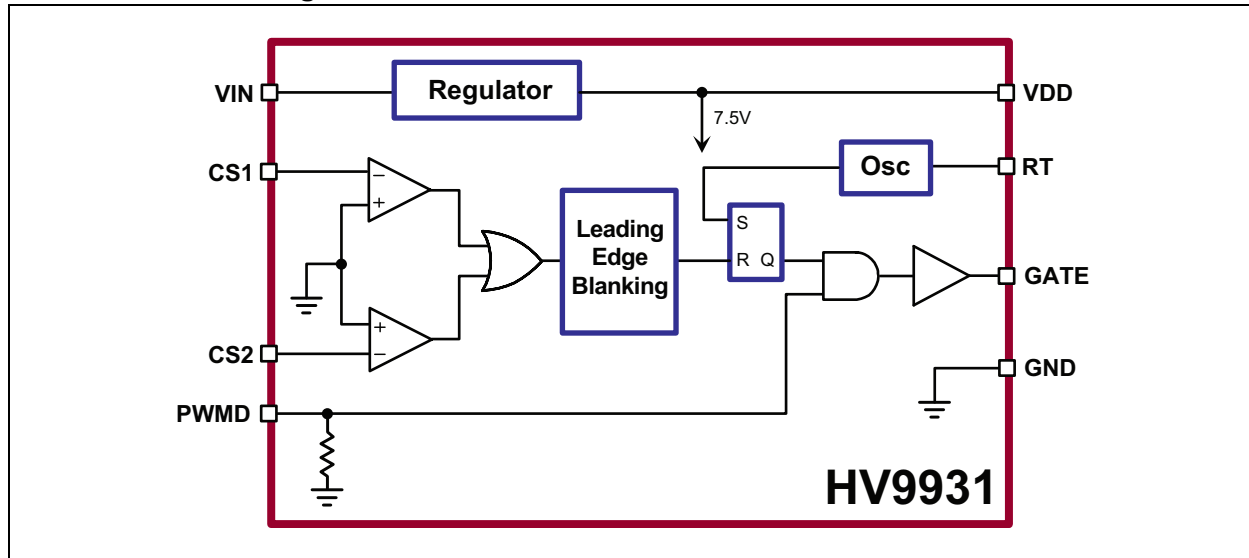 VIN
Regulator
VDD
7.5V
CS1
−
+
Osc
RT
Leading
Edge
Blanking
S
R Q
GATE
+
−
CS2
GND
PWMD
HV9931